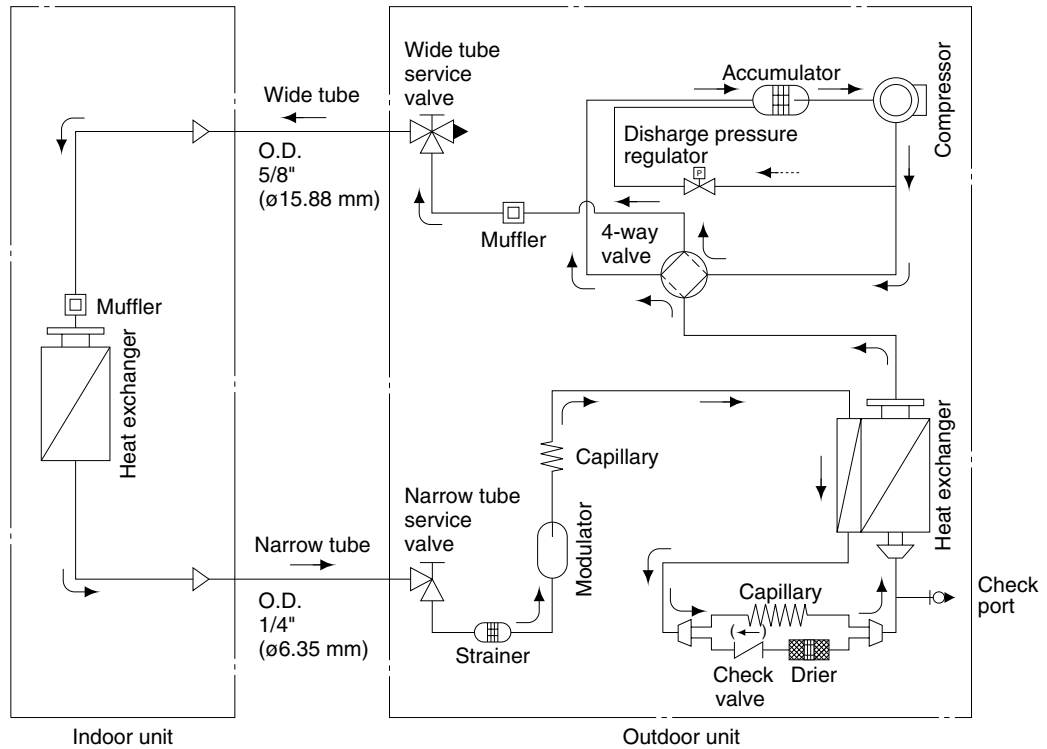 Wide tube
service
valve
Accumulator
Compressor
Wide tube
O.D.
5/8"
(ø15.88 mm)
Disharge pressure
regulator
P
Muffler
4-way
valve
Muffler
Heat exchanger
Capillary
Heat exchanger
Narrow tube
service
valve
Modulator
Narrow tube
O.D.
1/4"
(ø6.35 mm)
Strainer
Capillary
Check
port
Check
valve
Drier
Indoor unit
Outdoor unit